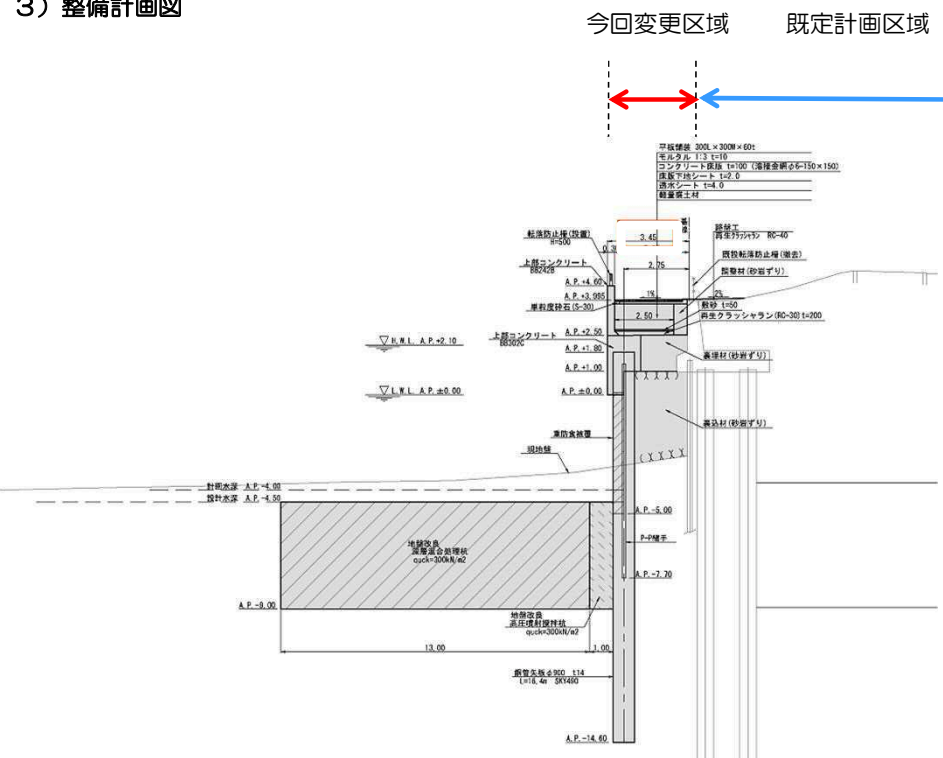 3）整備計画図
今回変更区域
既定計画区域
平板舗装 300L×300W×60t
モルタル 1:3 t=10
コンクリート床版 t=100 (溶接金網φ6-150×150)
床版下地シート t=2.0
透水シート t=4.0
軽量盛土材
転落防止柵(設置)
H=500
3.45
再生クラッシャラン RC-40
既設転落防止柵(撤去)
2.75
調整材(砂岩ずり)
上部コンクリート
BB242B
A.P.+4.60
A.P.+3.995
1%
2%
敷砂 t=50
単粒度砕石(S-30)
2.50
再生クラッシャラン(RC-30)t=200
上部コンクリート
BB302C
A.P.+2.50
A.P.+1.80
A.P.+1.00
A.P.±0.00
H.W.L. A.P.+2.10
L.W.L. A.P.±0.00
裏埋材(砂岩ずり)
裏込材(砂岩ずり)
重防食被覆
現地盤
計画水深 A.P.-4.00
設計水深 A.P.-4.50
A.P.-5.00
P-P継手
地盤改良
深層混合処理杭
quck=300kN/m2
A.P.-7.70
A.P.-9.00
地盤改良
高圧噴射撹拌杭
quck=300kN/m2
13.00
1.00
鋼管矢板φ900 t14
L=16.4m SKY490
A.P.-14.60